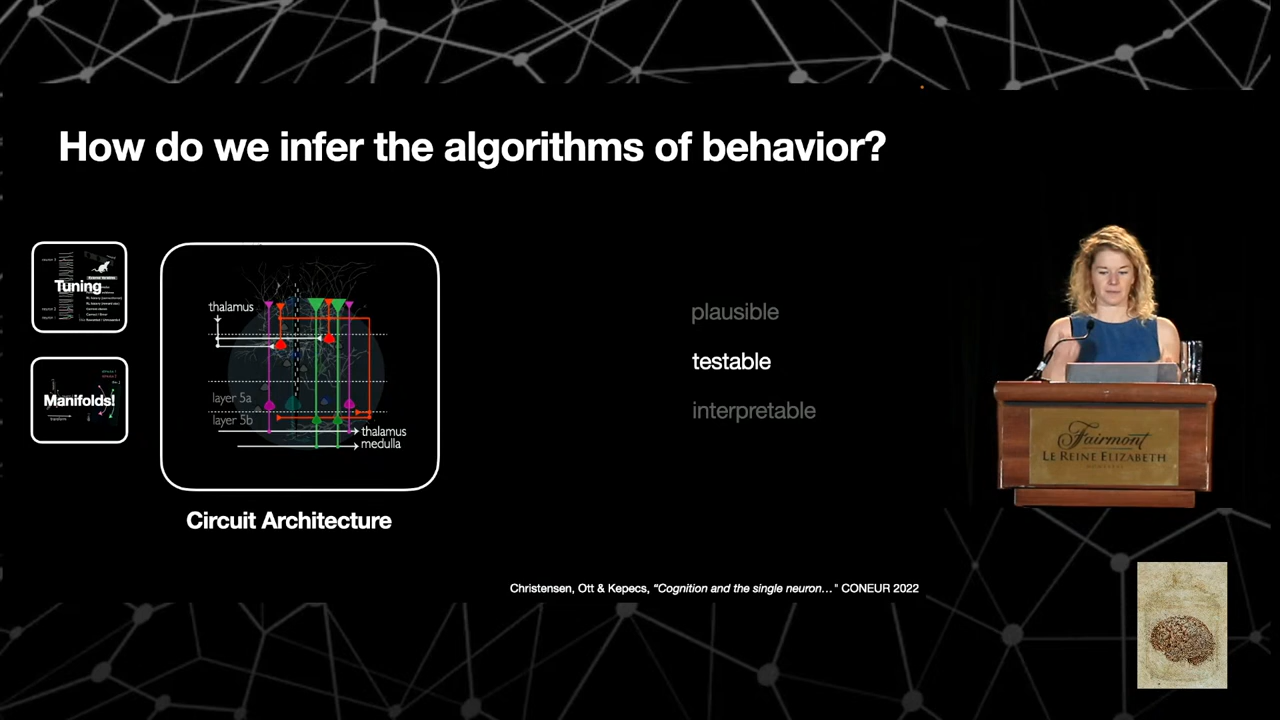 How do we infer the algorithms of behavior?
Tuning
Manifolds!
thalamus
layer 5a
layer 5b
thalamus
medulla
Circuit Architecture
plausible
testable
interpretable
Christensen, Ott & Kepecs, “Cognition and the single neuron…" CONEUR 2022
Fairmont
LE REINE ELIZABETH